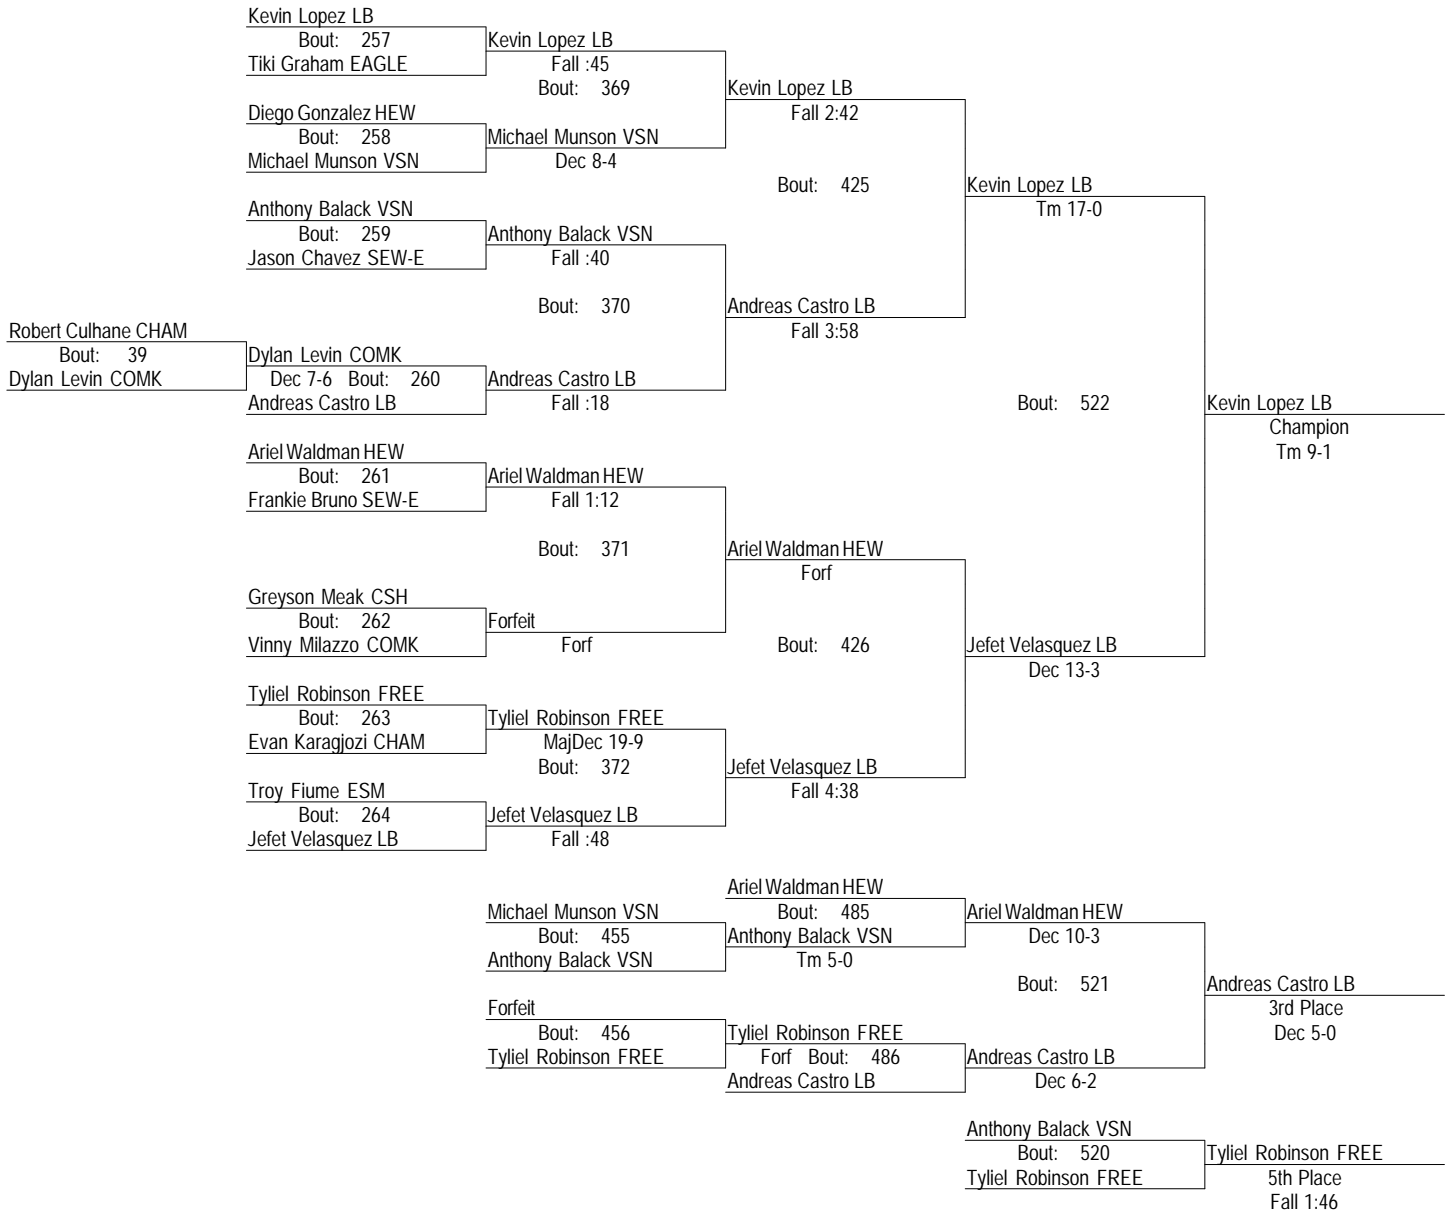 Kevin Lopez LB
Bout: 257
Tiki Graham EAGLE
Kevin Lopez LB
Fall :45
Bout: 369
Diego Gonzalez HEW
Bout: 258
Michael Munson VSN
Michael Munson VSN
Dec 8-4
Kevin Lopez LB
Fall 2:42
Bout: 425
Anthony Balack VSN
Bout: 259
Jason Chavez SEW-E
Anthony Balack VSN
Fall :40
Bout: 370
Robert Culhane CHAM
Bout: 39
Dylan Levin COMK
Dylan Levin COMK
Dec 7-6 Bout: 260
Andreas Castro LB
Andreas Castro LB
Fall :18
Andreas Castro LB
Fall 3:58
Kevin Lopez LB
Tm 17-0
Bout: 522
Kevin Lopez LB
Champion
Tm 9-1
Ariel Waldman HEW
Bout: 261
Frankie Bruno SEW-E
Ariel Waldman HEW
Fall 1:12
Bout: 371
Greyson Meak CSH
Bout: 262
Vinny Milazzo COMK
Forfeit
Forf
Ariel Waldman HEW
Forf
Bout: 426
Tyliel Robinson FREE
Bout: 263
Evan Karagjozi CHAM
Tyliel Robinson FREE
MajDec 19-9
Bout: 372
Troy Fiume ESM
Bout: 264
Jefet Velasquez LB
Jefet Velasquez LB
Fall :48
Jefet Velasquez LB
Fall 4:38
Jefet Velasquez LB
Dec 13-3
Michael Munson VSN
Bout: 455
Anthony Balack VSN
Ariel Waldman HEW
Bout: 485
Anthony Balack VSN
Tm 5-0
Ariel Waldman HEW
Dec 10-3
Bout: 521
Forfeit
Bout: 456
Tyliel Robinson FREE
Tyliel Robinson FREE
Forf Bout: 486
Andreas Castro LB
Andreas Castro LB
Dec 6-2
Andreas Castro LB
3rd Place
Dec 5-0
Anthony Balack VSN
Bout: 520
Tyliel Robinson FREE
Tyliel Robinson FREE
5th Place
Fall 1:46